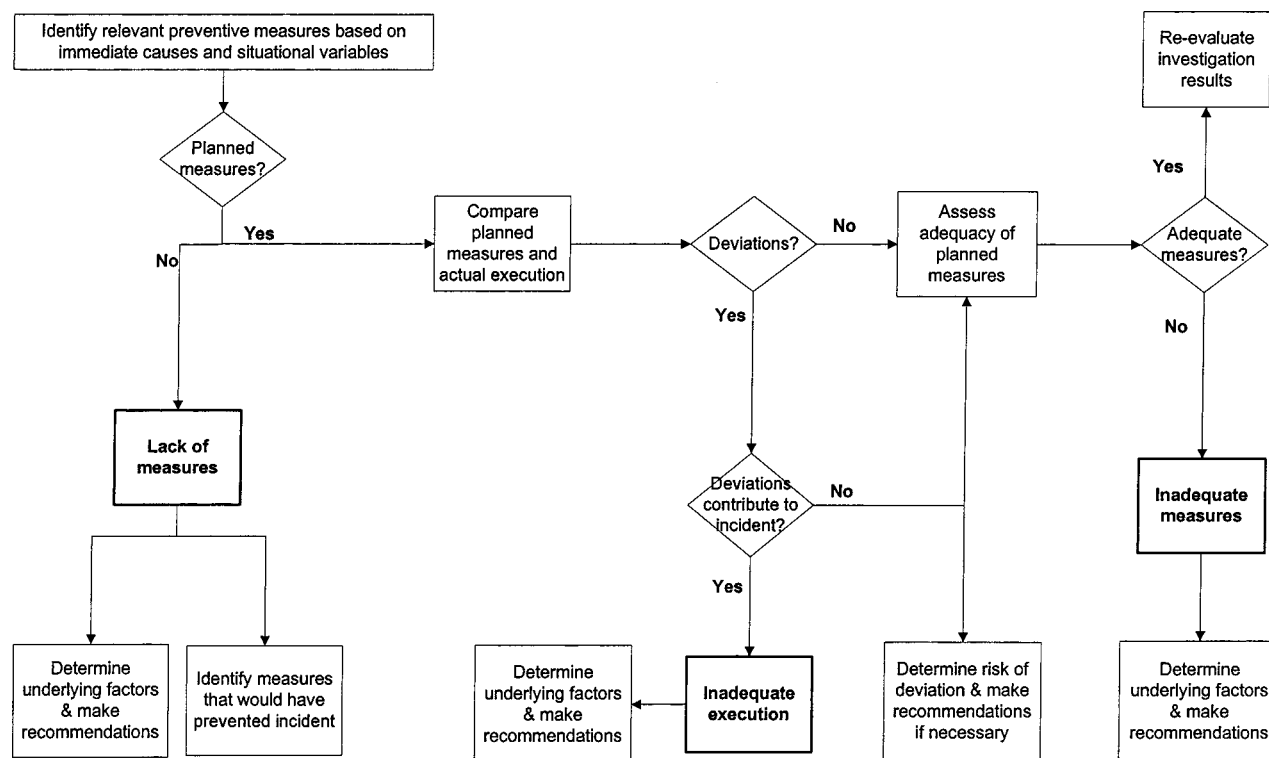 Identify relevant preventive measures based on
immediate causes and situational variables
Re-evaluate
investigation
results
Planned
measures?
Yes
No
Compare
planned
measures and
actual execution
Deviations?
No
Yes
Assess
adequacy of
planned
measures
Adequate
measures?
Yes
No
Lack of
measures
Deviations
contribute to
incident?
No
Yes
Inadequate
measures
Determine
underlying factors
& make
recommendations
Identify measures
that would have
prevented incident
Determine
underlying factors
& make
recommendations
Inadequate
execution
Determine risk of
deviation & make
recommendations
if necessary
Determine
underlying factors
& make
recommendations